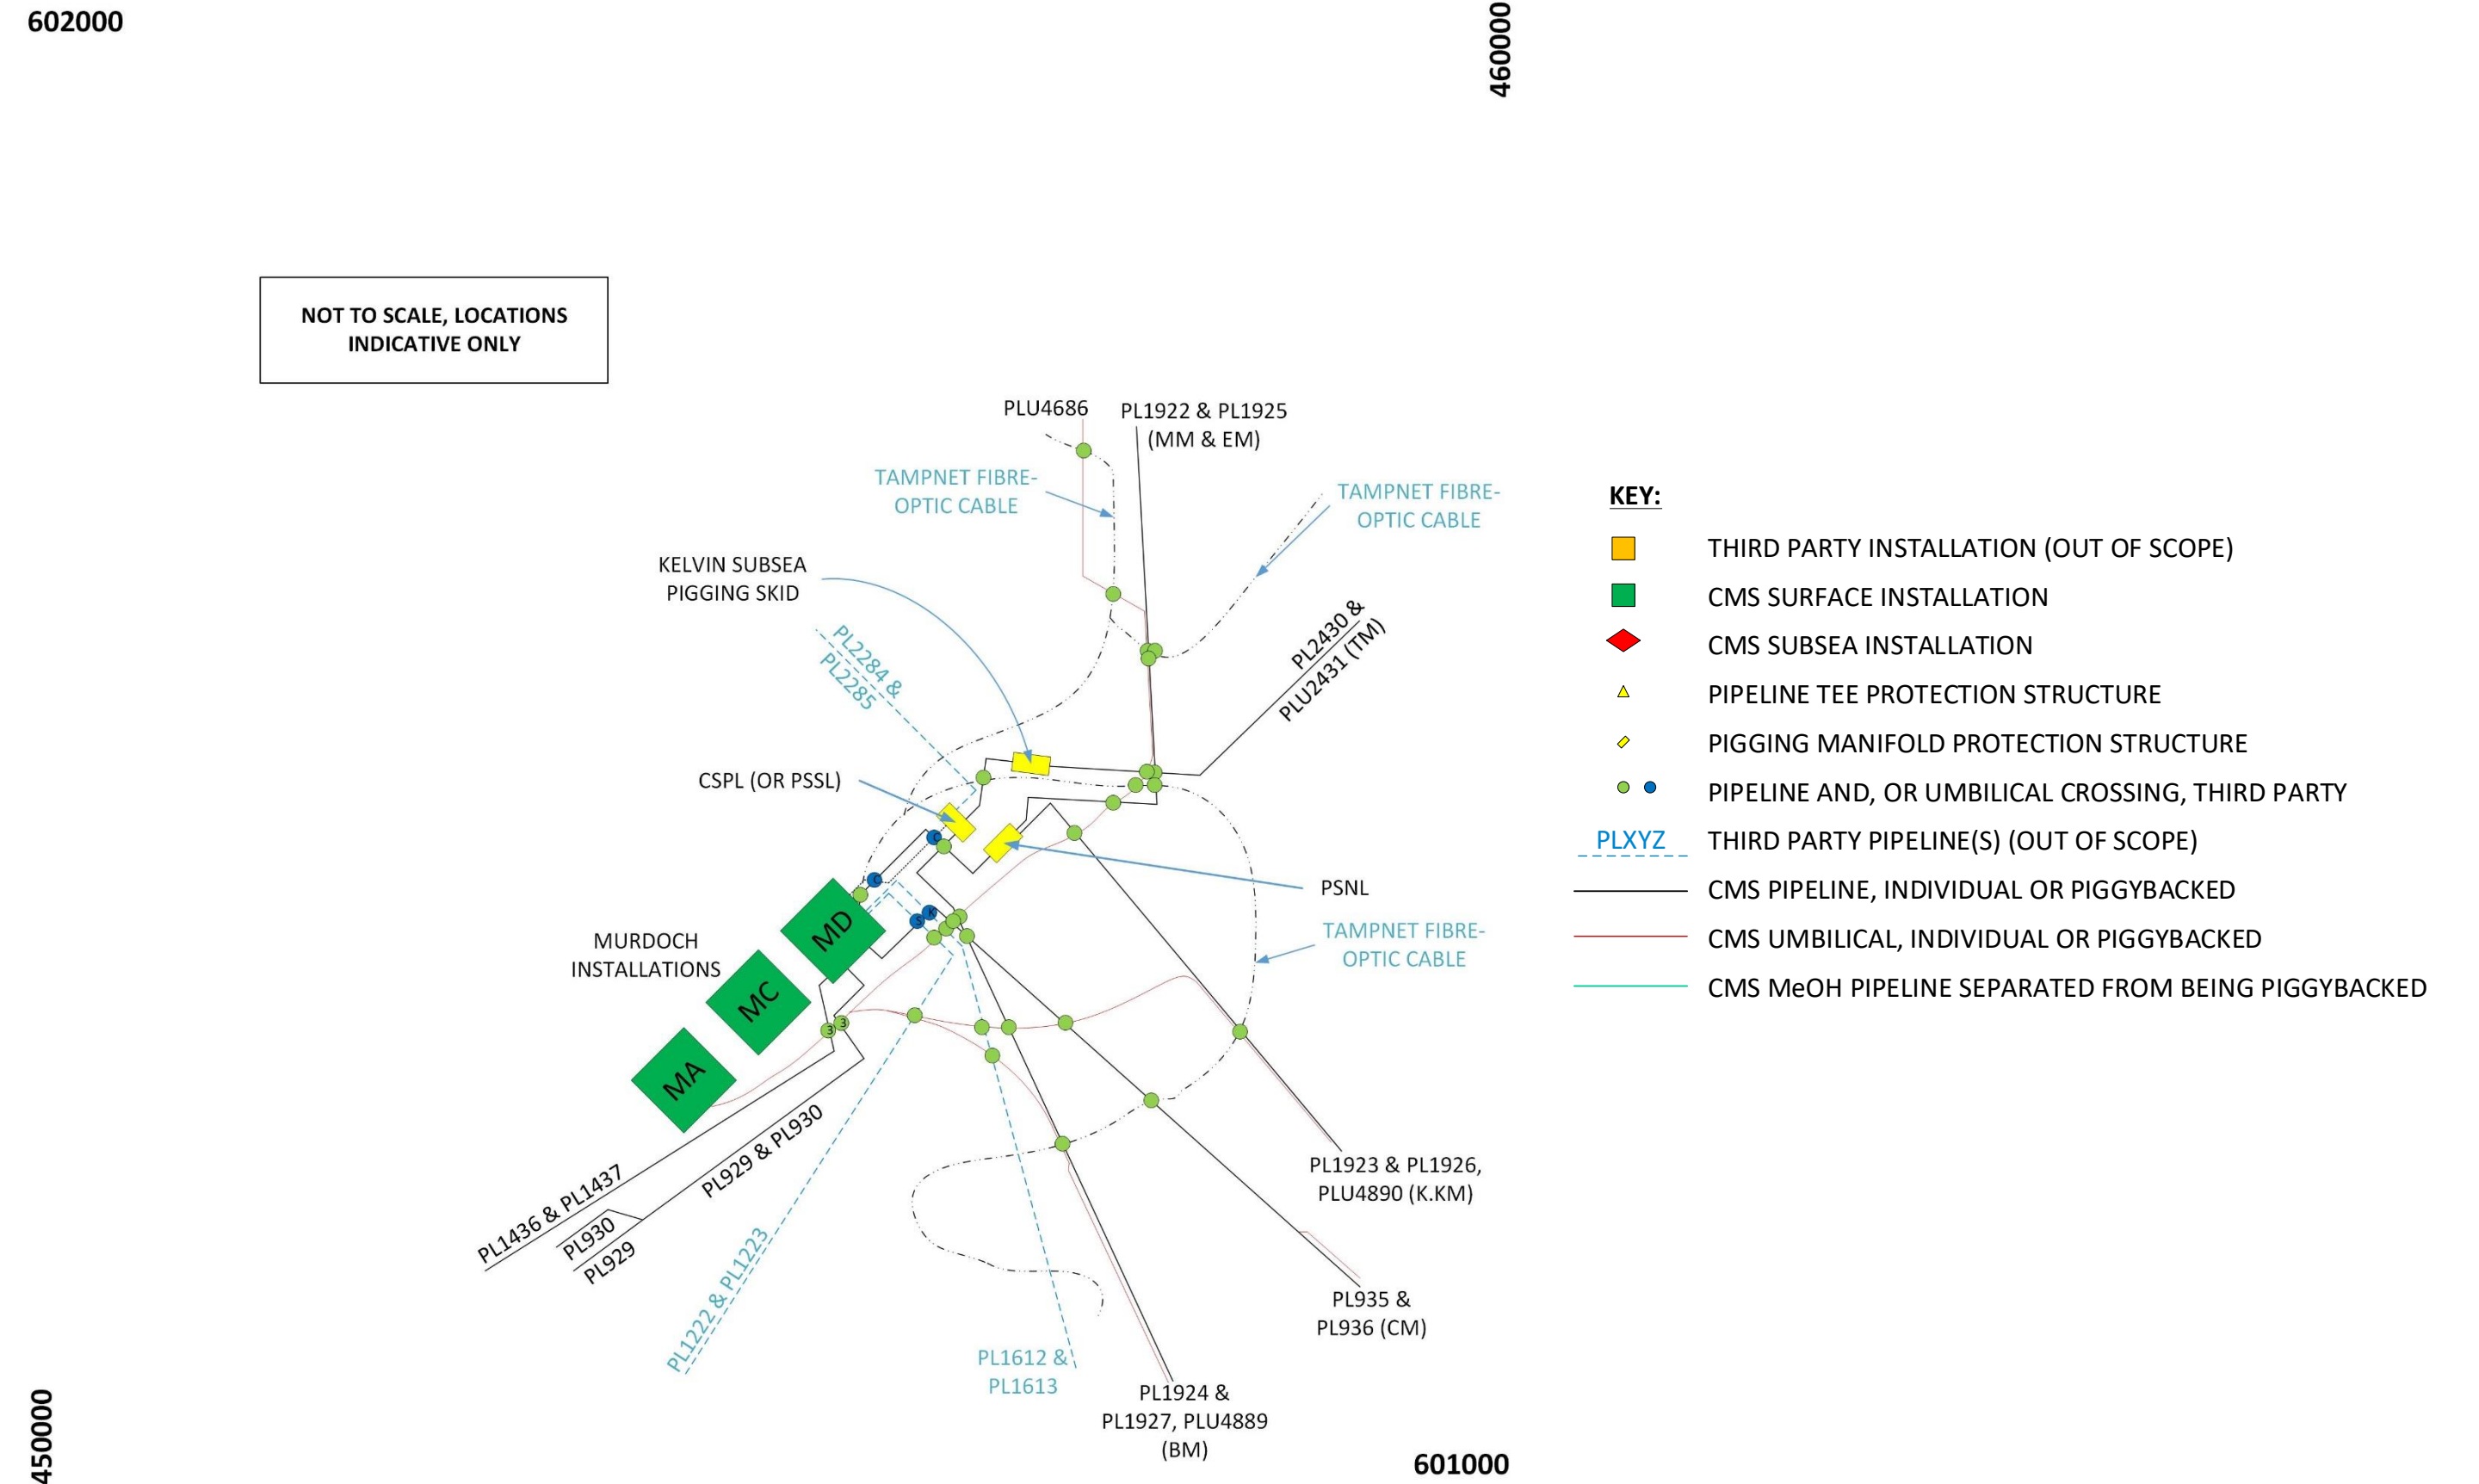 602000
460000
NOT TO SCALE, LOCATIONS
INDICATIVE ONLY
PLU4686
PL1922 & PL1925
(MM & EM)
TAMPNET FIBRE-
OPTIC CABLE
TAMPNET FIBRE-
OPTIC CABLE
KELVIN SUBSEA
PIGGING SKID
PL2284 &
PL2285
PL2430 &
PLU2431 (TM)
CSPL (OR PSSL)
C
C
K
S
PSNL
MD
MC
MA
MURDOCH
INSTALLATIONS
TAMPNET FIBRE-
OPTIC CABLE
3
3
PL929 & PL930
PL1436 & PL1437
PL930
PL929
PL1222 & PL1223
PL1612 &
PL1613
PL1923 & PL1926,
PLU4890 (K.KM)
PL935 &
PL936 (CM)
PL1924 &
PL1927, PLU4889
(BM)
450000
601000
KEY:
THIRD PARTY INSTALLATION (OUT OF SCOPE)
CMS SURFACE INSTALLATION
CMS SUBSEA INSTALLATION
PIPELINE TEE PROTECTION STRUCTURE
PIGGING MANIFOLD PROTECTION STRUCTURE
PIPELINE AND, OR UMBILICAL CROSSING, THIRD PARTY
PLXYZ THIRD PARTY PIPELINE(S) (OUT OF SCOPE)
CMS PIPELINE, INDIVIDUAL OR PIGGYBACKED
CMS UMBILICAL, INDIVIDUAL OR PIGGYBACKED
CMS MeOH PIPELINE SEPARATED FROM BEING PIGGYBACKED